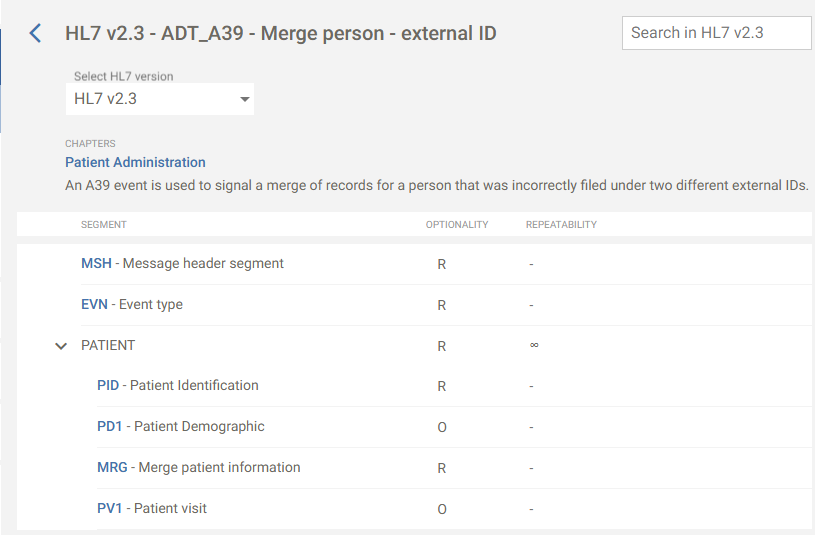 HL7 v2.3 - ADT_A39 - Merge person - external ID
Search in HL7 v2.3
Select HL7 version
HL7 v2.3
CHAPTERS
Patient Administration
An A39 event is used to signal a merge of records for a person that was incorrectly filed under two different external IDs.
SEGMENT OPTIONALITY REPEATABILITY
MSH - Message header segment R -
EVN - Event type R -
PATIENT R ∞
PID - Patient Identification R -
PD1 - Patient Demographic O -
MRG - Merge patient information R -
PV1 - Patient visit O -